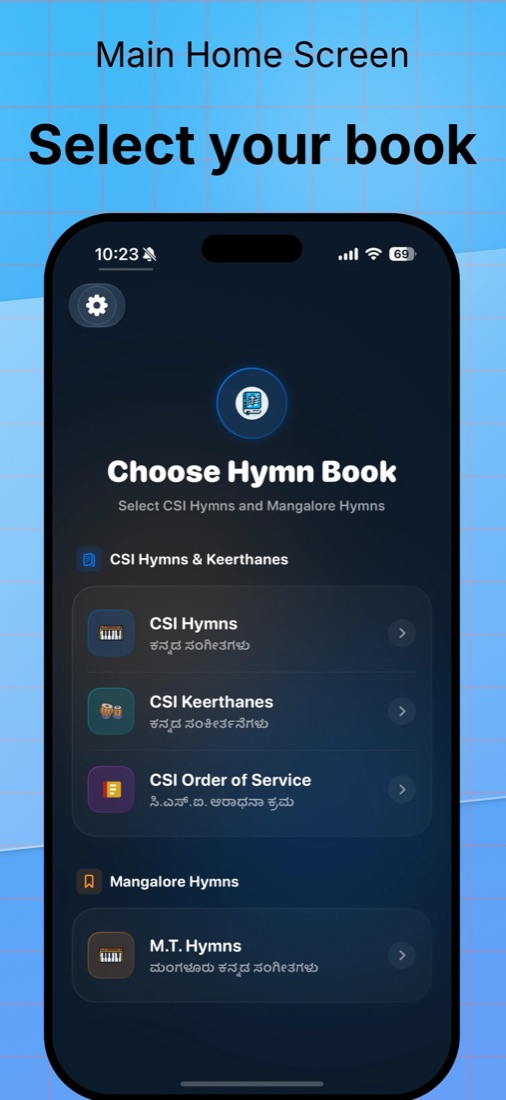 Main Home Screen
Select your book
10:23
69
Choose Hymn Book
Select CSI Hymns and Mangalore Hymns
CSI Hymns & Keerthanes
CSI Hymns
ಕನ್ನಡ ಸಂಗೀತಗಳು
CSI Keerthanes
ಕನ್ನಡ ಸಂಕೀರ್ತನೆಗಳು
CSI Order of Service
ಸಿ.ಎಸ್.ಐ. ಆರಾಧನಾ ಕ್ರಮ
Mangalore Hymns
M.T. Hymns
ಮಂಗಳೂರು ಕನ್ನಡ ಸಂಗೀತಗಳು